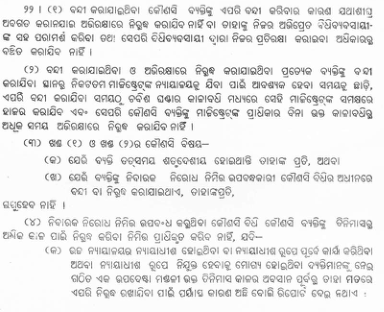 ୨୨ । (୧) ବନ୍ଦୀ କରାଯାଇଥିବା କୌଣସି ବ୍ୟକ୍ତିଙ୍କୁ ଏପରି ବନ୍ଦୀ କରିବାର କାରଣ ଯଥାଶୀଘ୍ର
ଅବଗତ କରାନଯାଇ ଅଭିରକ୍ଷାରେ ନିରୁଦ୍ଧ କରାଯିବ ନାହିଁ ବା ତାହାଙ୍କୁ ନିଜର ଅଭିପ୍ରେତ ବିଧିବ୍ୟବସାୟୀ-
ଙ୍କ ସହ ପରାମର୍ଶ କରିବା ତଥା ସେପରି ବିଧିବ୍ୟବସାୟୀ ଦ୍ୱାରା ନିଜର ପ୍ରତିରକ୍ଷା କରାଇବା ଅଧିକାରରୁ
ବଞ୍ଚିତ କରାଯିବ ନାହିଁ ।
(୨) ବନ୍ଦୀ କରାଯାଇଥିବା ଓ ଅଭିରକ୍ଷାରେ ନିରୁଦ୍ଧ କରାଯାଇଥିବା ପ୍ରତ୍ୟେକ ବ୍ୟକ୍ତିଙ୍କୁ ବନ୍ଦୀ
କରାଯିବା ସ୍ଥାନରୁ ନିକଟତମ ମାଜିଷ୍ଟ୍ରେଟଙ୍କ ନ୍ୟାୟାଳୟକୁ ଯିବା ପାଇଁ ଆବଶ୍ୟକ ହେବା ସମୟକୁ ଛାଡ଼ି,
ଏପରି ବନ୍ଦୀ କରାଯିବା ସମୟଠୁ ଚବିଶ ଘଣ୍ଟାର କାଳାବଧି ମଧ୍ୟରେ ସେହି ମାଜିଷ୍ଟ୍ରେଟଙ୍କ ସମକ୍ଷରେ
ହାଜର କରାଯିବ ଏବଂ ସେପରି କୌଣସି ବ୍ୟକ୍ତିଙ୍କୁ ମାଜିଷ୍ଟ୍ରେଟଙ୍କ ପ୍ରାଧିକାର ବିନା ଉକ୍ତ କାଳାବଧିରୁ
ଅଧିକ ସମୟ ଅଭିରକ୍ଷାରେ ନିରୁଦ୍ଧ କରାଯିବ ନାହିଁ ।
(୩) ଖଣ୍ଡ (୧) ଓ ଖଣ୍ଡ (୨) ର କୌଣସି ବିଷୟ—
(କ) ଯେଉଁ ବ୍ୟକ୍ତି ତତ୍‌ସମୟ ଶତ୍ରୁଦେଶୀୟ ହୋଇଥାନ୍ତି ତାହାଙ୍କ ପ୍ରତି, ଅଥବା
(ଖ) ଯେଉଁ ବ୍ୟକ୍ତିଙ୍କୁ ନିବାରକ ନିରୋଧ ନିମିତ୍ତ ଉପବନ୍ଧକାରୀ କୌଣସି ବିଧିର ଅଧୀନରେ
ବନ୍ଦୀ ବା ନିରୁଦ୍ଧ କରାଯାଇଥାଏ, ତାହାଙ୍କପ୍ରତି,
ଲାଗୁହେବ ନାହିଁ ।
(୪) ନିବାରକ ନିରୋଧ ନିମିତ୍ତ ଉପବନ୍ଧ କରୁଥିବା କୌଣସି ବିଧି କୌଣସି ବ୍ୟକ୍ତିଙ୍କୁ ତିନିମାସରୁ
ଅଧିକ କାଳ ପାଇଁ ନିରୁଦ୍ଧ କରିବା ନିମିତ୍ତ ପ୍ରାଧିକୃତ କରିବ ନାହିଁ, ଯଦି—
(କ) ଉଚ୍ଚ ନ୍ୟାୟାଳୟର ନ୍ୟାୟାଧୀଶ ହୋଇଥିବା ବା ନ୍ୟାୟାଧୀଶ ରୂପେ ପୂର୍ବେ କାର୍ଯ୍ୟ କରିଥିବା
ଅଥବା ନ୍ୟାୟାଧୀଶ ରୂପେ ନିଯୁକ୍ତ ହେବାକୁ ଯୋଗ୍ୟ ହୋଇଥିବା ବ୍ୟକ୍ତିମାନଙ୍କୁ ନେଇ
ଗଠିତ ଏକ ଉପଦେଷ୍ଟା ମଣ୍ଡଳୀ ଉକ୍ତ ତିନିମାସ କାଳର ଅବସାନ ପୂର୍ବରୁ ତାହା ମତରେ
ଏପରି ନିରୁଦ୍ଧ ରଖାଯିବା ପାଇଁ ପର୍ଯ୍ୟାପ୍ତ କାରଣ ଅଛି ବୋଲି ରିପୋର୍ଟ ଦେଇ ନଥାଏ :